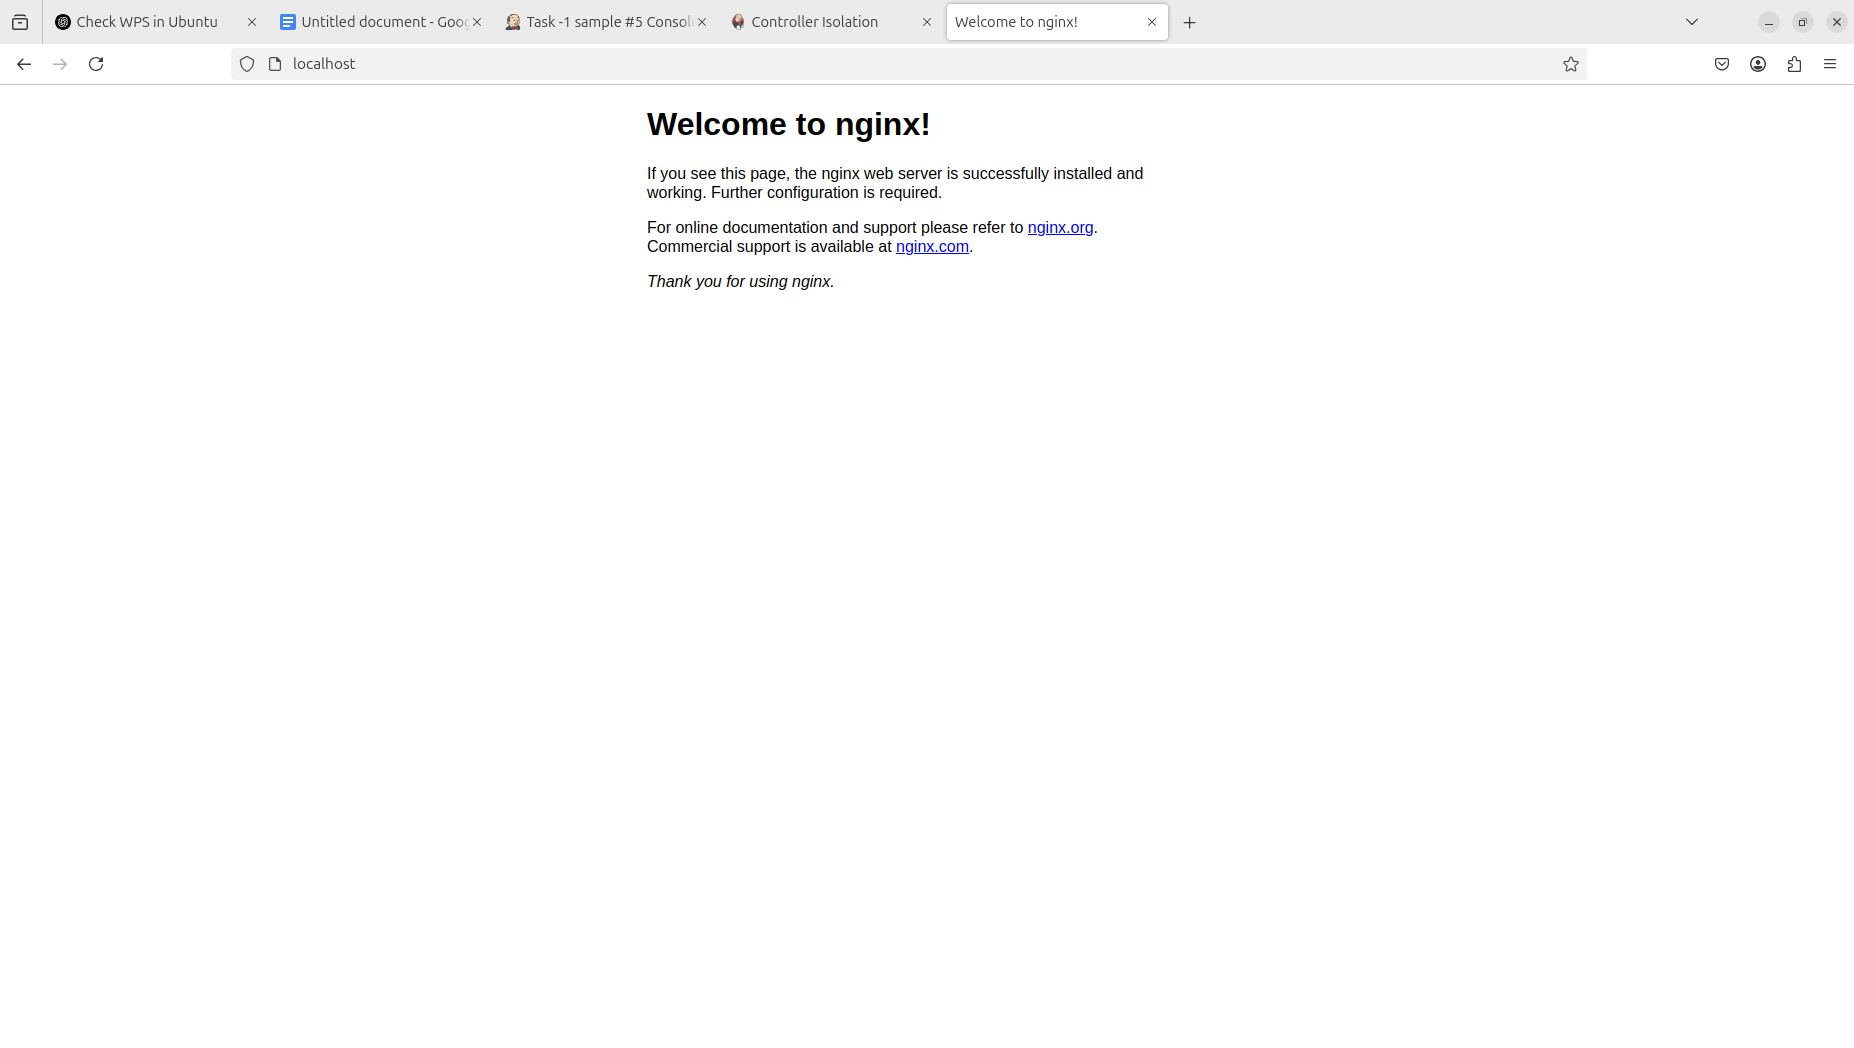 Check WPS in Ubuntu
Untitled document - Goog
Task -1 sample #5 Consol
Controller Isolation
Welcome to nginx!
localhost
Welcome to nginx!
If you see this page, the nginx web server is successfully installed and
working. Further configuration is required.
For online documentation and support please refer to nginx.org.
Commercial support is available at nginx.com.
Thank you for using nginx.